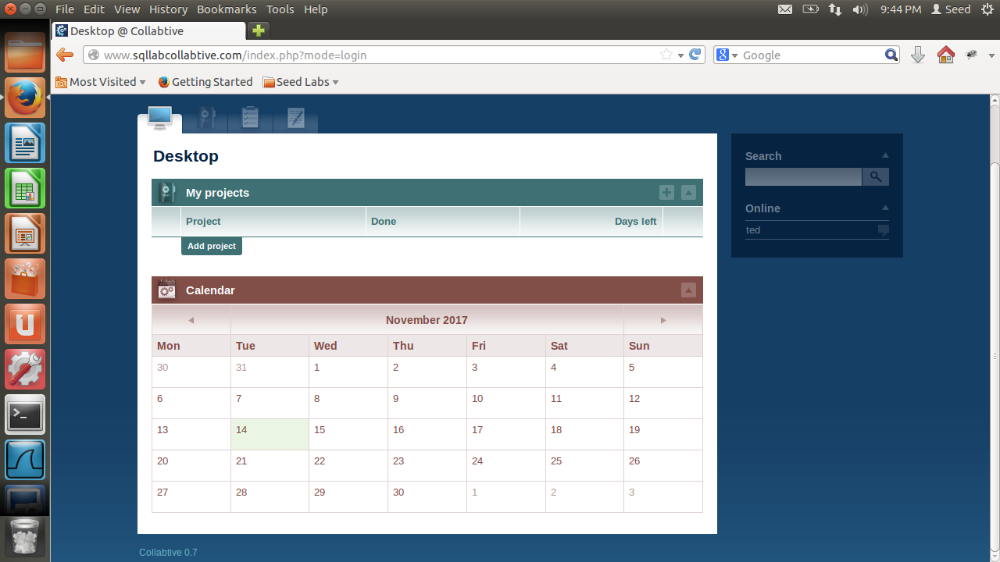 File Edit View History Bookmarks Tools Help 9:44 PM Seed
Desktop @ Collabtive
www.sqllabcollabtive.com/index.php?mode=login Google
Most Visited Getting Started Seed Labs
Desktop
My projects
Project Done Days left
Add project
Calendar
November 2017
Mon Tue Wed Thu Fri Sat Sun
30 31 1 2 3 4 5
6 7 8 9 10 11 12
13 14 15 16 17 18 19
20 21 22 23 24 25 26
27 28 29 30 1 2 3
Search
Online
ted
Collabtive 0.7